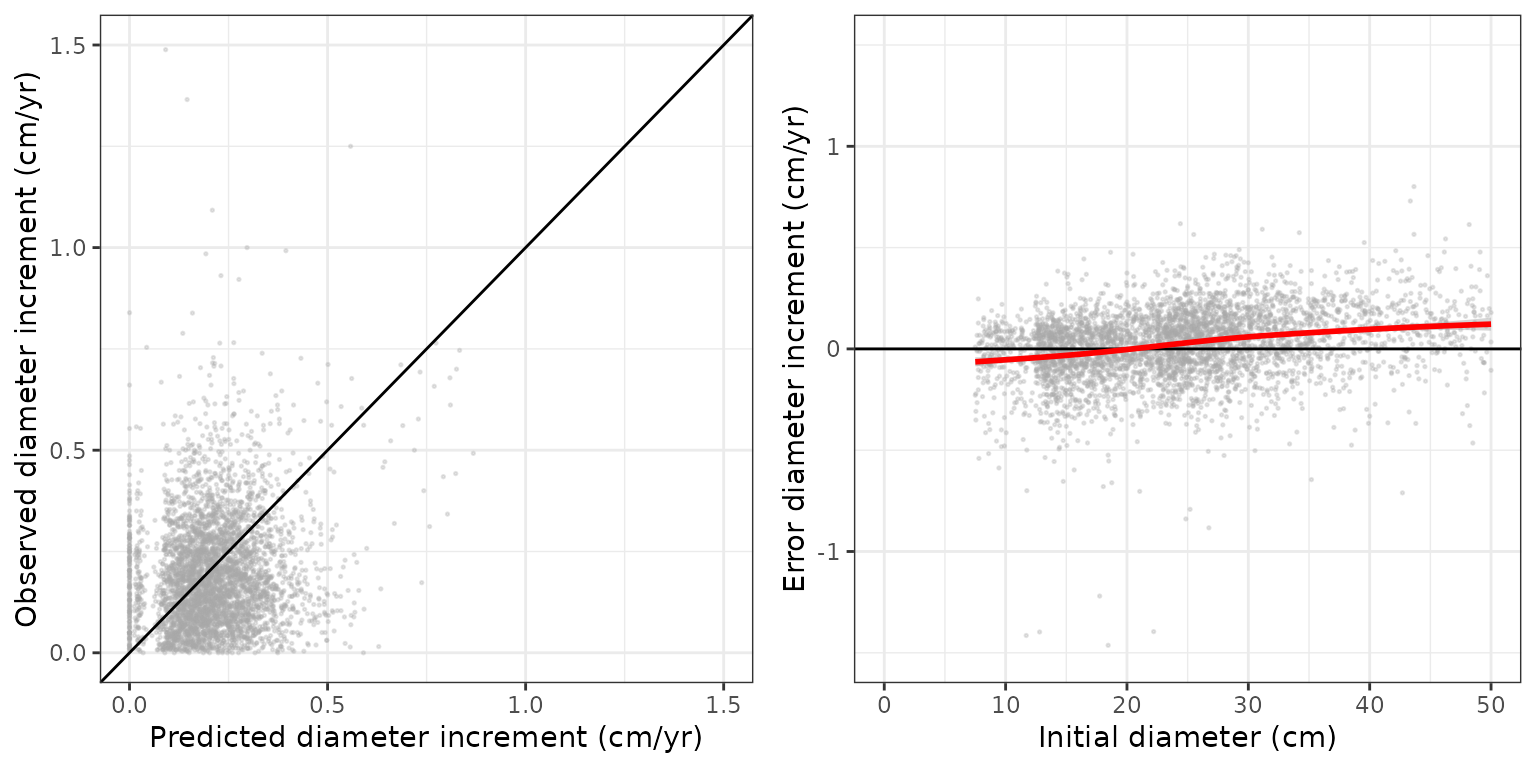 Observed diameter increment (cm/yr)
1.5
1.0
0.5
0.0
0.0 0.5 1.0 1.5
Predicted diameter increment (cm/yr)
Error diameter increment (cm/yr)
1
0
-1
0 10 20 30 40 50
Initial diameter (cm)